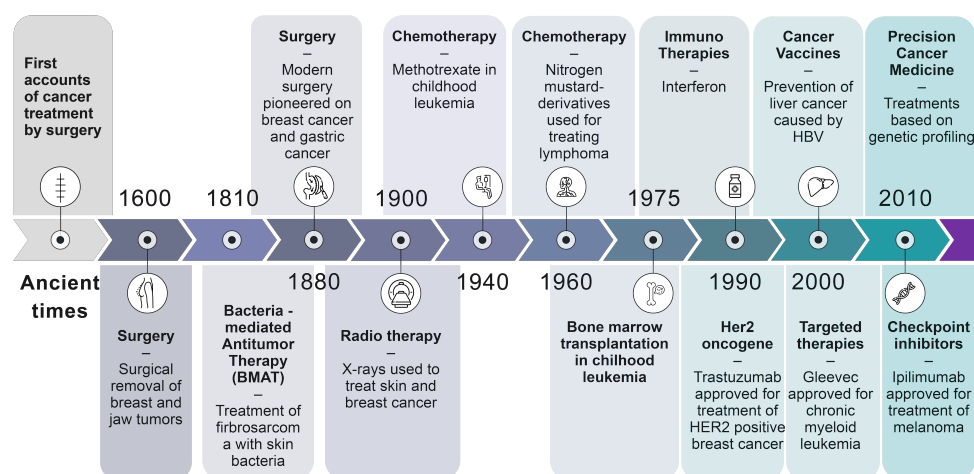 First
accounts
of cancer
treatment
by surgery
Surgery
–
Modern
surgery
pioneered on
breast cancer
and gastric
cancer
Chemotherapy
–
Methotrexate in
childhood
leukemia
Chemotherapy
–
Nitrogen
mustard-
derivatives
used for
treating
lymphoma
Immuno
Therapies
–
Interferon
Cancer
Vaccines
–
Prevention of
liver cancer
caused by
HBV
Precision
Cancer
Medicine
–
Treatments
based on
genetic profiling
1600 1810 1900 1975 2010
Ancient
times
1880 1940 1960 1990 2000
Surgery
–
Surgical
removal of
breast and
jaw tumors
Bacteria -
mediated
Antitumor
Therapy
(BMAT)
–
Treatment of
firbrosarcom
a with skin
bacteria
Radio therapy
–
X-rays used to
treat skin and
breast cancer
Bone marrow
transplantation
in chilhood
leukemia
Her2
oncogene
–
Trastuzumab
approved for
treatment of
HER2 positive
breast cancer
Targeted
therapies
–
Gleevec
approved for
chronic
myeloid
leukemia
Checkpoint
inhibitors
–
Ipilimumab
approved for
treatment of
melanoma